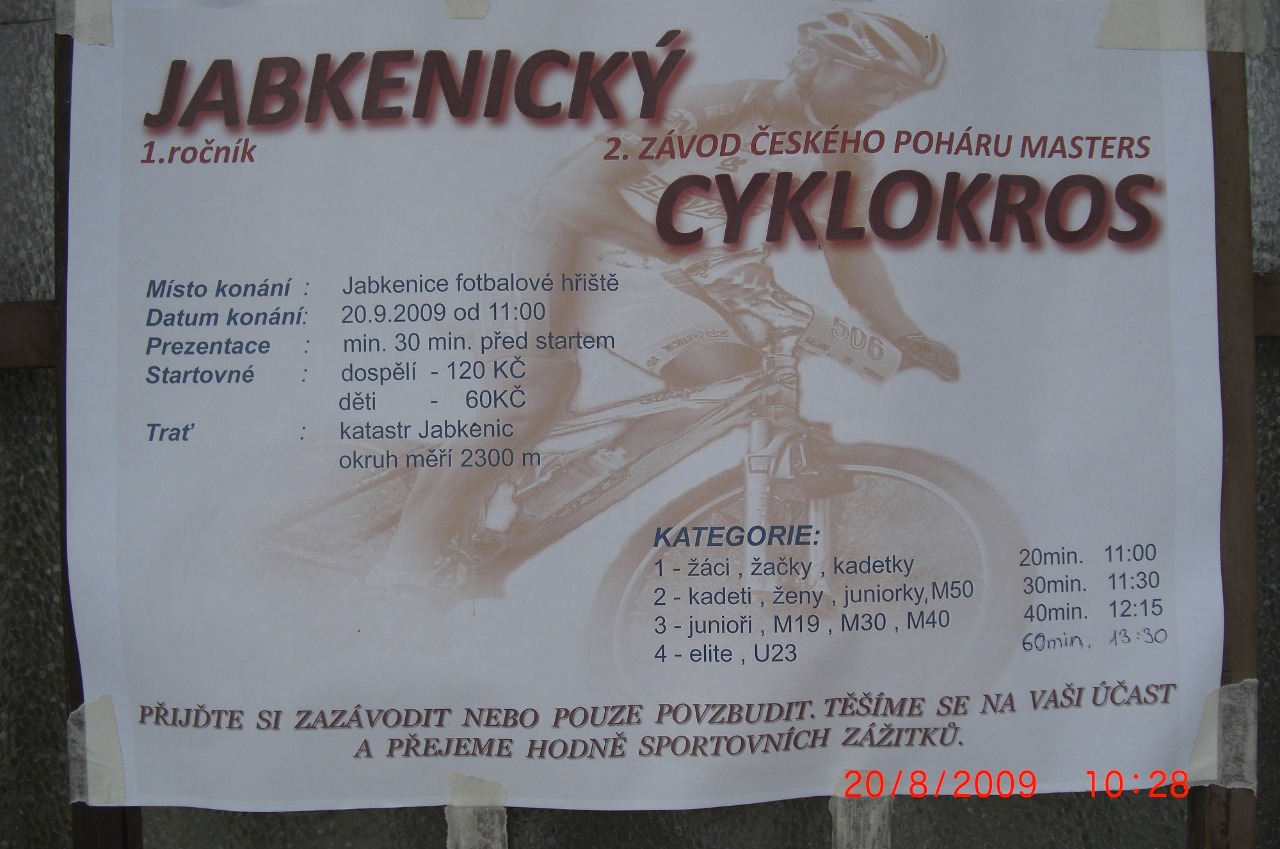 JABKENICKÝ
1.ročník
2. ZÁVOD ČESKÉHO POHÁRU MASTERS
CYKLOKROS
Místo konání : Jabkenice fotbalové hřiště
Datum konání: 20.9.2009 od 11:00
Prezentace : min. 30 min. před startem
Startovné : dospělí - 120 KČ
děti - 60KČ
Trať : katastr Jabkenic
okruh měří 2300 m
506
KATEGORIE:
1 - žáci , žačky , kadetky 20min. 11:00
2 - kadeti , ženy , juniorky,M50 30min. 11:30
3 - junioři , M19 , M30 , M40 40min. 12:15
4 - elite , U23 60min. 13:30
PŘIJĎTE SI ZAZÁVODIT NEBO POUZE POVZBUDIT. TĚŠÍME SE NA VAŠI ÚČAST
A PŘEJEME HODNĚ SPORTOVNÍCH ZÁŽITKŮ.
20/8/2009 10:28